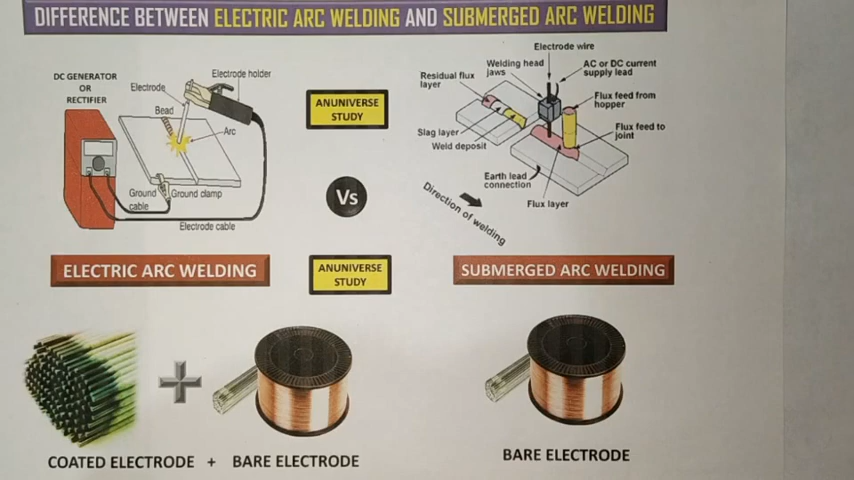 DIFFERENCE BETWEEN ELECTRIC ARC WELDING AND SUBMERGED ARC WELDING
DC GENERATOR
OR
RECTIFIER
Electrode
Electrode holder
Bead
Arc
Ground
cable
Ground clamp
Electrode cable
ANUNIVERSE
STUDY
Vs
Electrode wire
Welding head
jaws
AC or DC current
supply lead
Residual flux
layer
Flux feed from
hopper
Flux feed to
joint
Slag layer
Weld deposit
Earth lead
connection
Flux layer
Direction of welding
ELECTRIC ARC WELDING
ANUNIVERSE
STUDY
SUBMERGED ARC WELDING
COATED ELECTRODE + BARE ELECTRODE
BARE ELECTRODE